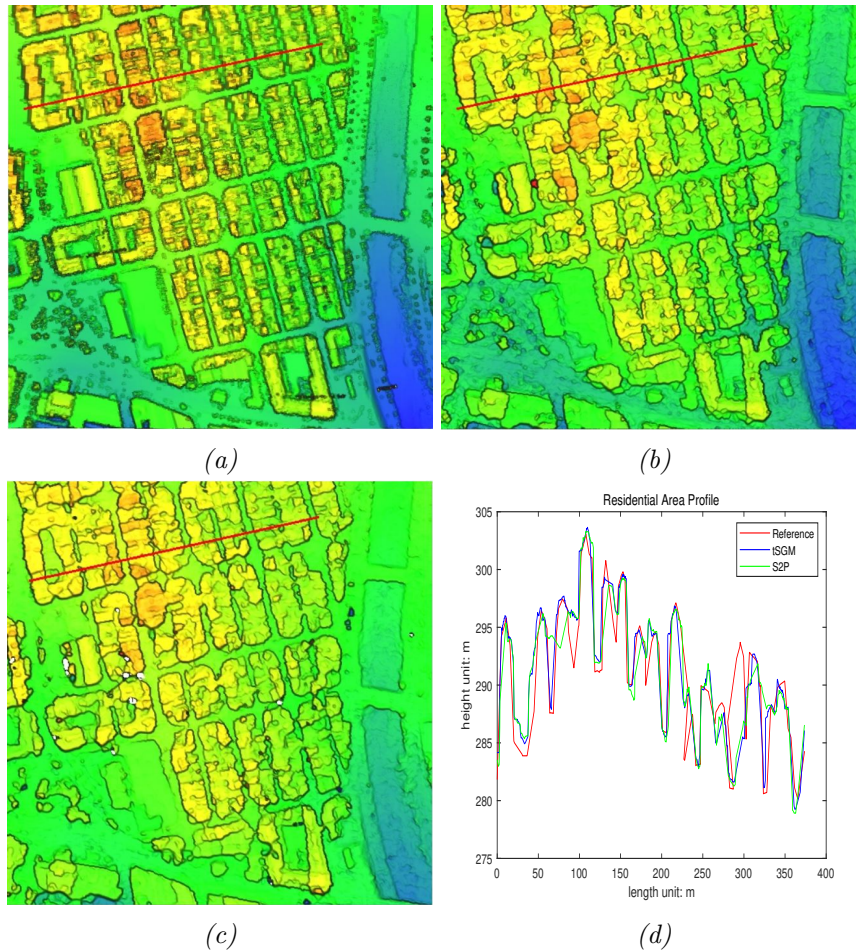 (a)
(b)
(c)
Residential Area Profile
305
300
295
290
285
280
275
height unit: m
Reference
tSGM
S2P
0 50 100 150 200 250 300 350 400
length unit: m
(d)